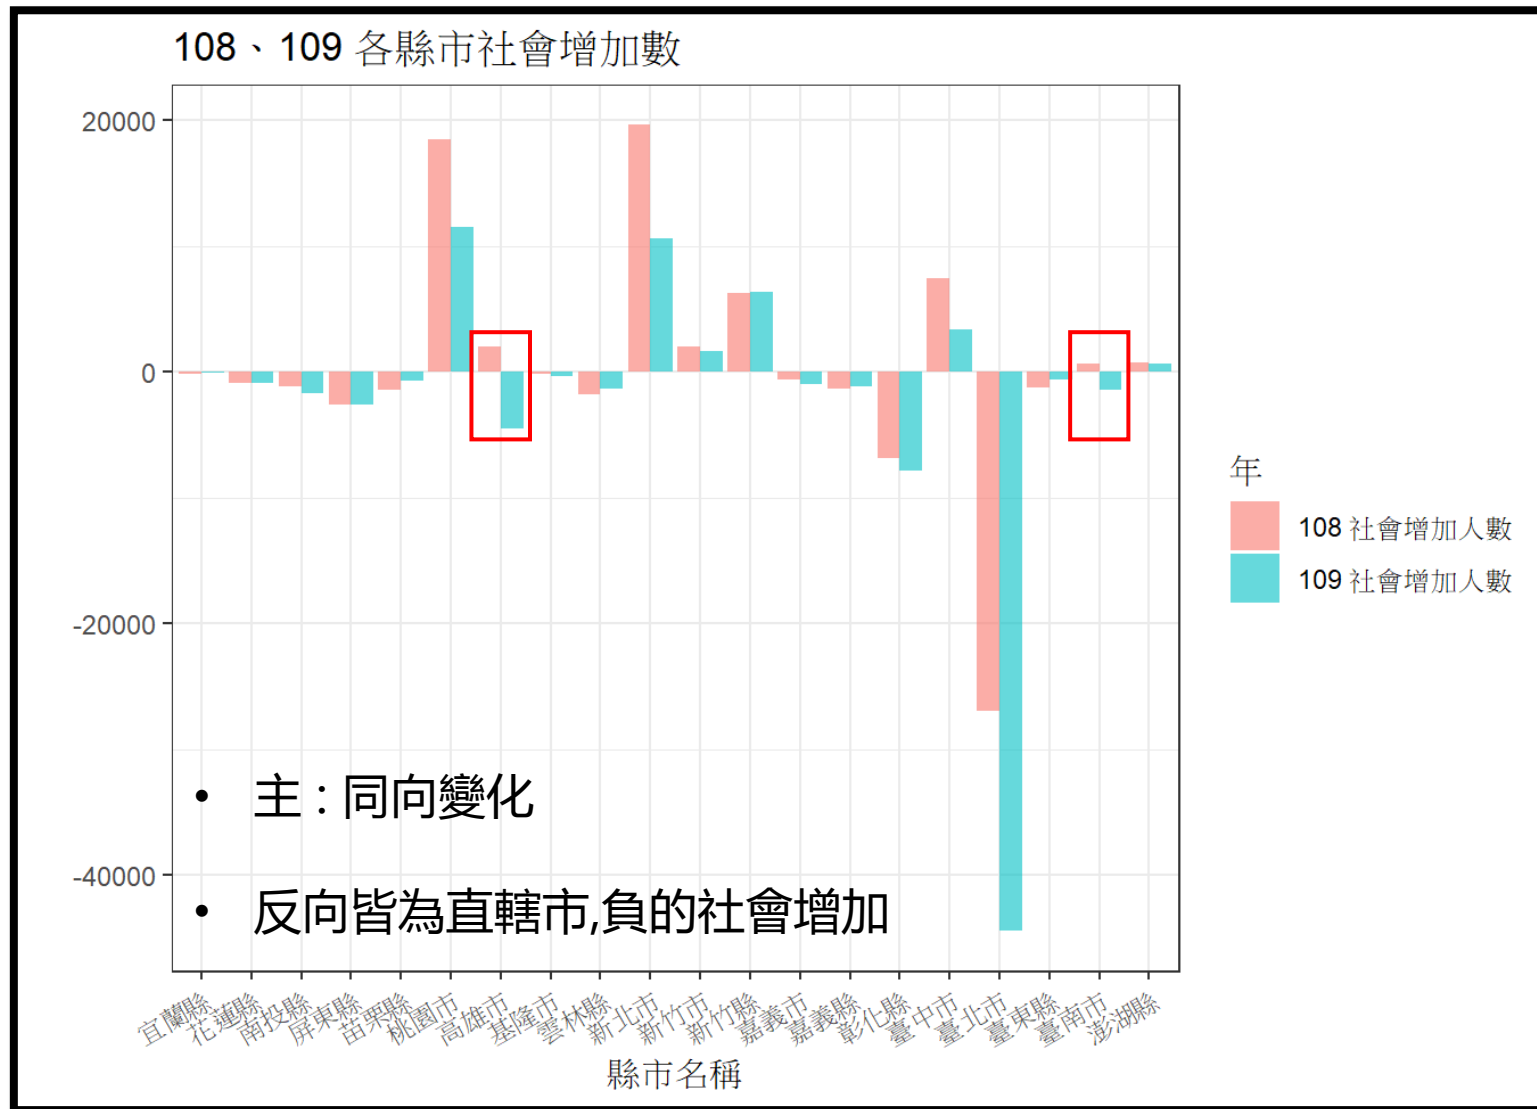 108、109 各縣市社會增加數
20000
0
-20000
-40000
• 主 : 同向變化
• 反向皆為直轄市,負的社會增加
宜蘭縣
花蓮縣
南投縣
屏東縣
苗栗縣
桃園市
高雄市
基隆市
雲林縣
新北市
新竹市
新竹縣
嘉義市
嘉義縣
彰化縣
臺中市
臺北市
臺東縣
臺南市
澎湖縣
縣市名稱
年
108 社會增加人數
109 社會增加人數